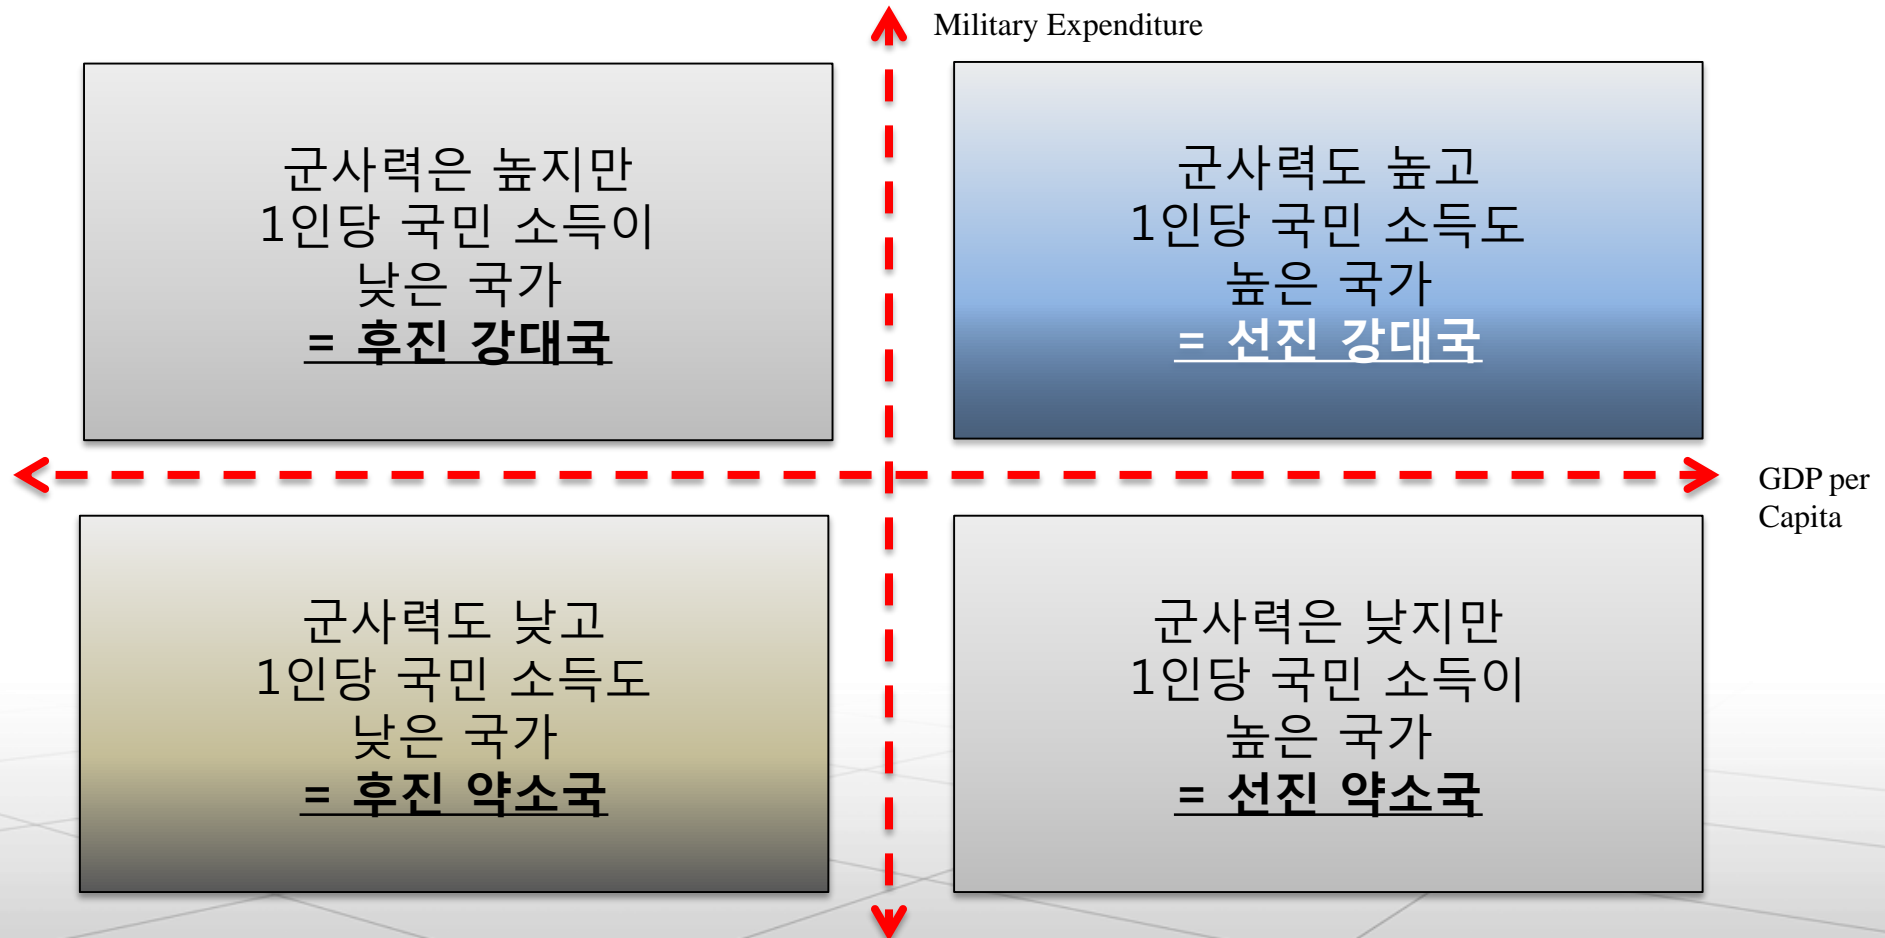 Military Expenditure
군사력은 높지만
1인당 국민 소득이
낮은 국가
= 후진 강대국
군사력도 높고
1인당 국민 소득도
높은 국가
= 선진 강대국
GDP per
Capita
군사력도 낮고
1인당 국민 소득도
낮은 국가
= 후진 약소국
군사력은 낮지만
1인당 국민 소득이
높은 국가
= 선진 약소국